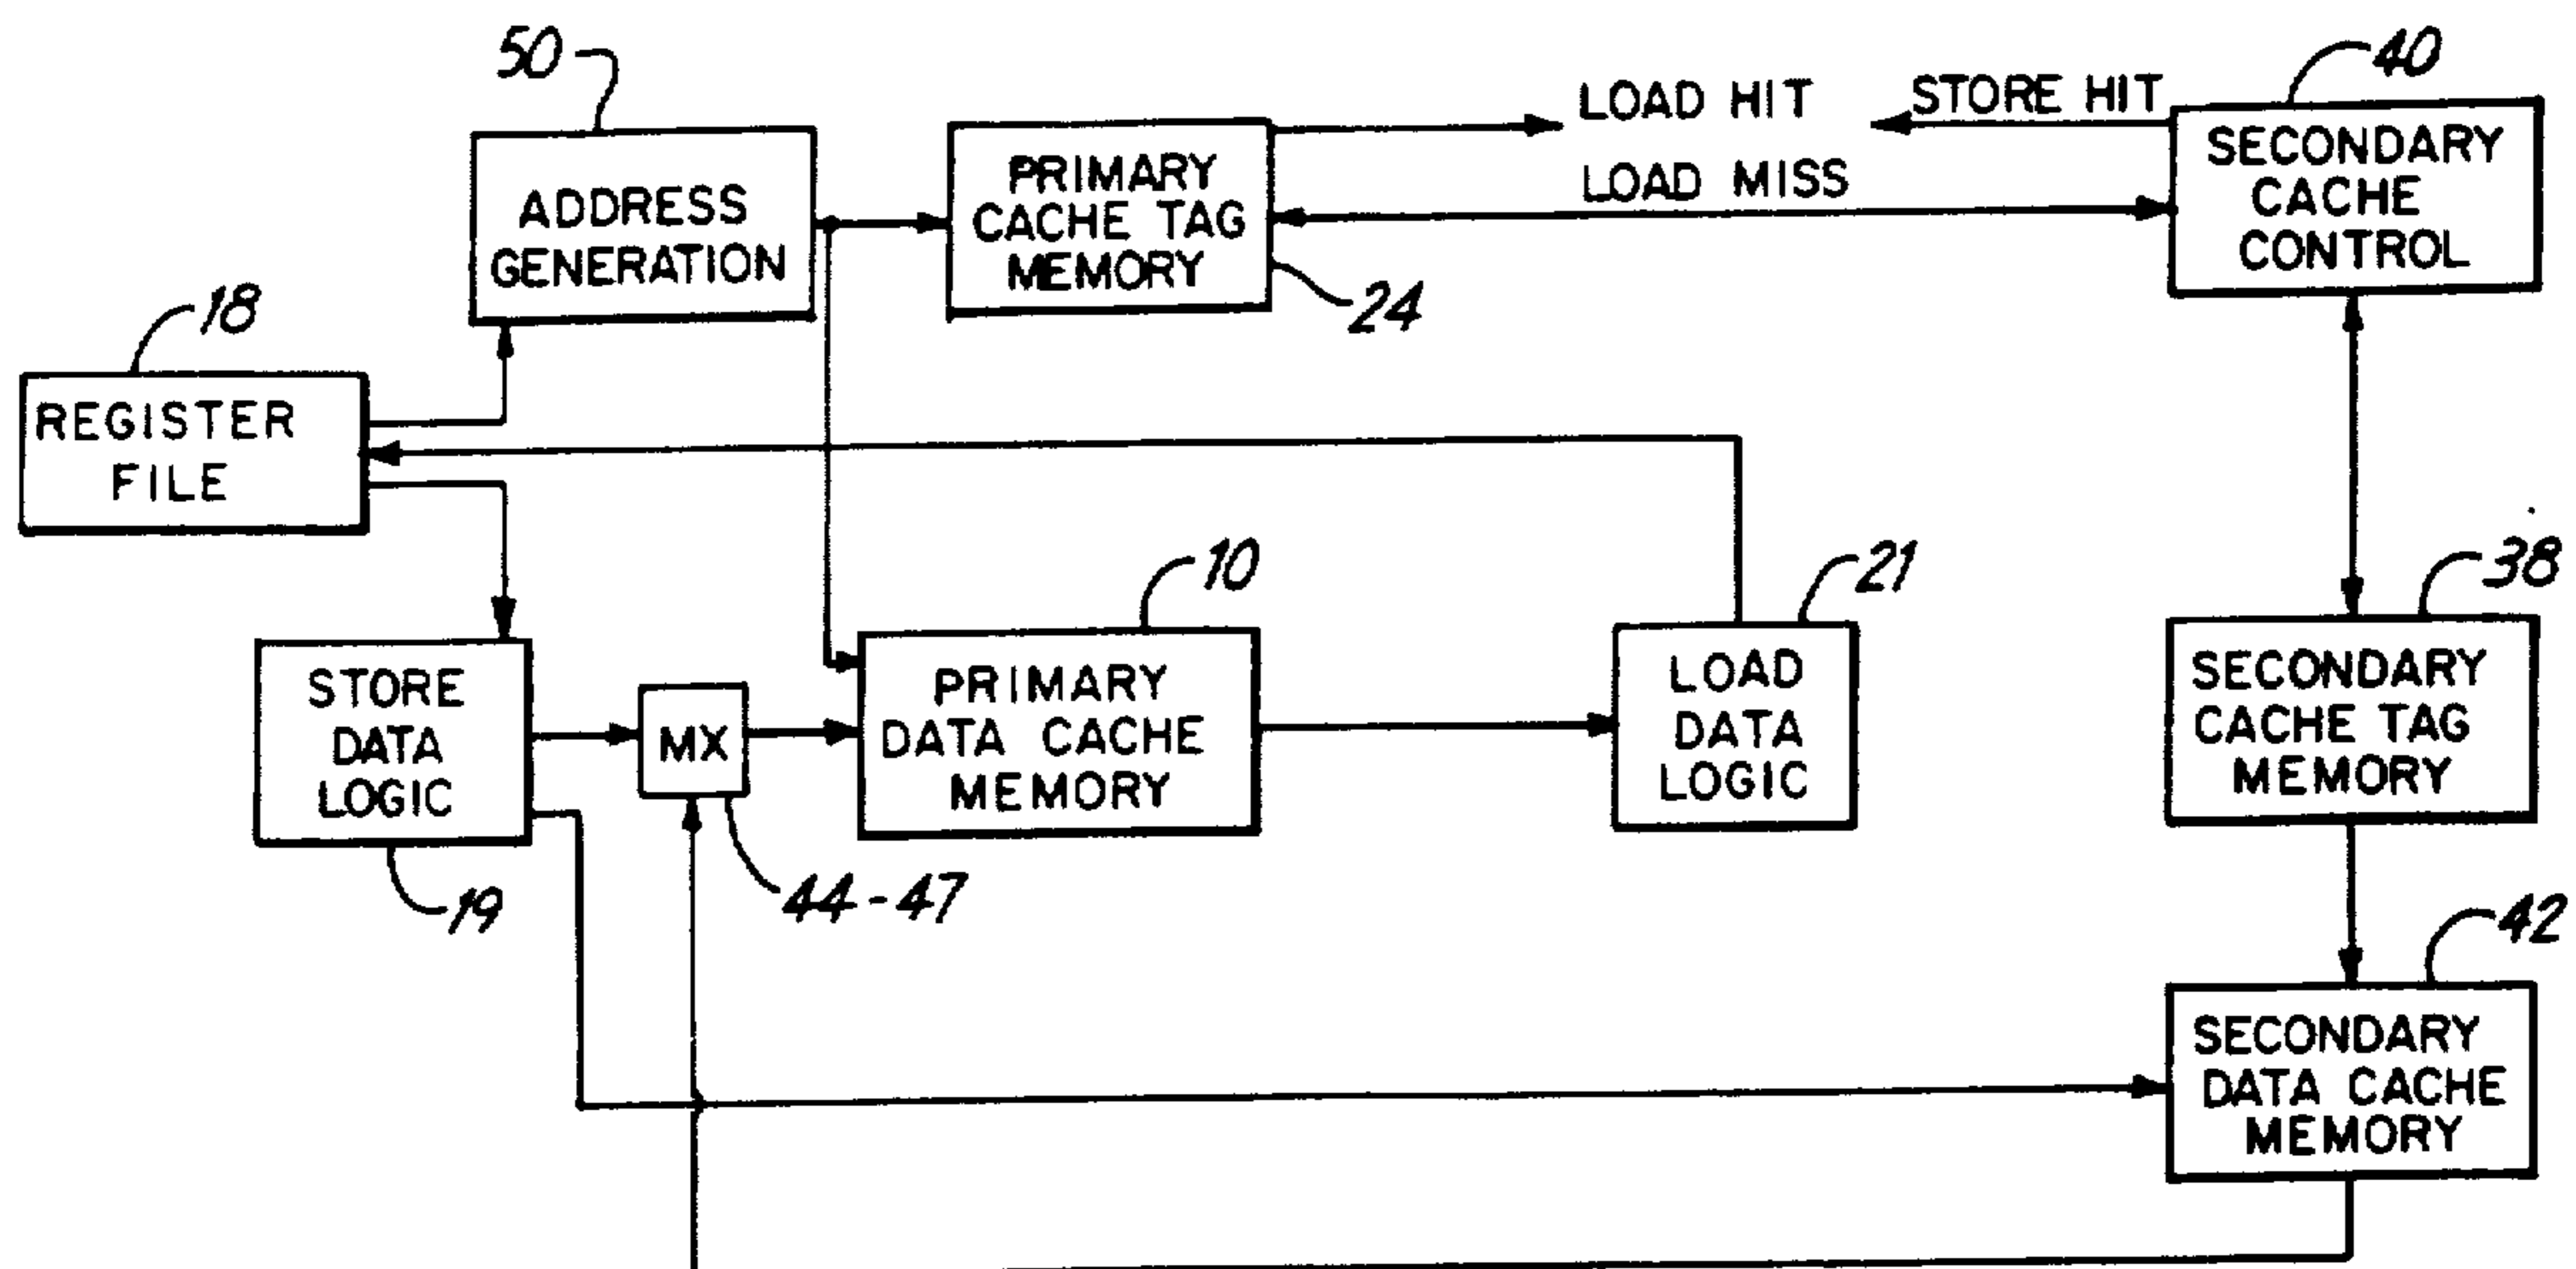 50
40
LOAD HIT
STORE HIT
ADDRESS
GENERATION
PRIMARY
CACHE TAG
MEMORY
LOAD MISS
SECONDARY
CACHE
CONTROL
24
18
REGISTER
FILE
10
21
38
STORE
DATA
LOGIC
MX
PRIMARY
DATA CACHE
MEMORY
LOAD
DATA
LOGIC
SECONDARY
CACHE TAG
MEMORY
19
44-47
42
SECONDARY
DATA CACHE
MEMORY